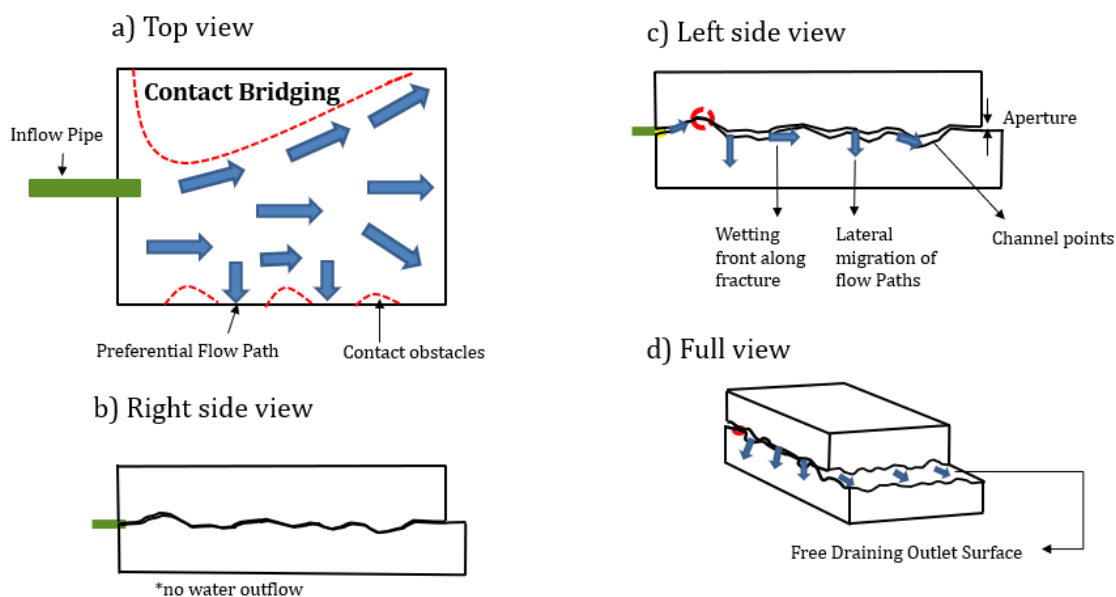 a) Top view
Contact Bridging
Inflow Pipe
Preferential Flow Path
Contact obstacles
b) Right side view
*no water outflow
c) Left side view
Aperture
Wetting
front along
fracture
Lateral
migration of
flow Paths
Channel points
d) Full view
Free Draining Outlet Surface